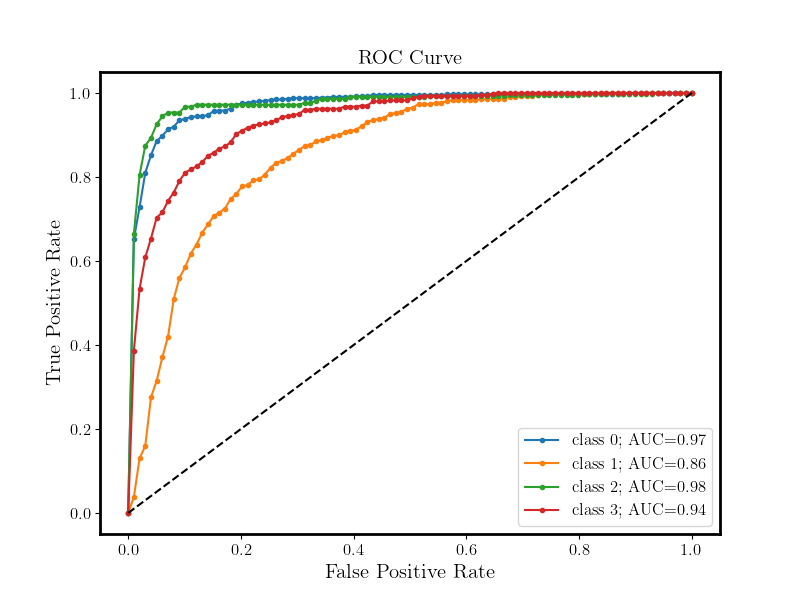 ROC Curve
True Positive Rate
1.0
0.8
0.6
0.4
0.2
0.0
class 0; AUC=0.97
class 1; AUC=0.86
class 2; AUC=0.98
class 3; AUC=0.94
0.0 0.2 0.4 0.6 0.8 1.0
False Positive Rate